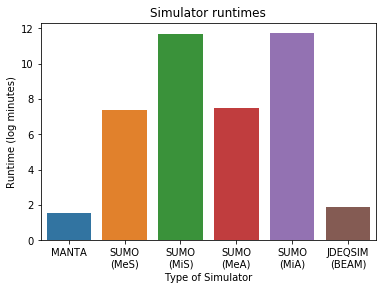 Simulator runtimes
Runtime (log minutes)
12
10
8
6
4
2
0
MANTA SUMO SUMO SUMO SUMO JDEQSIM
(MeS) (MiS) (MeA) (MiA) (BEAM)
Type of Simulator